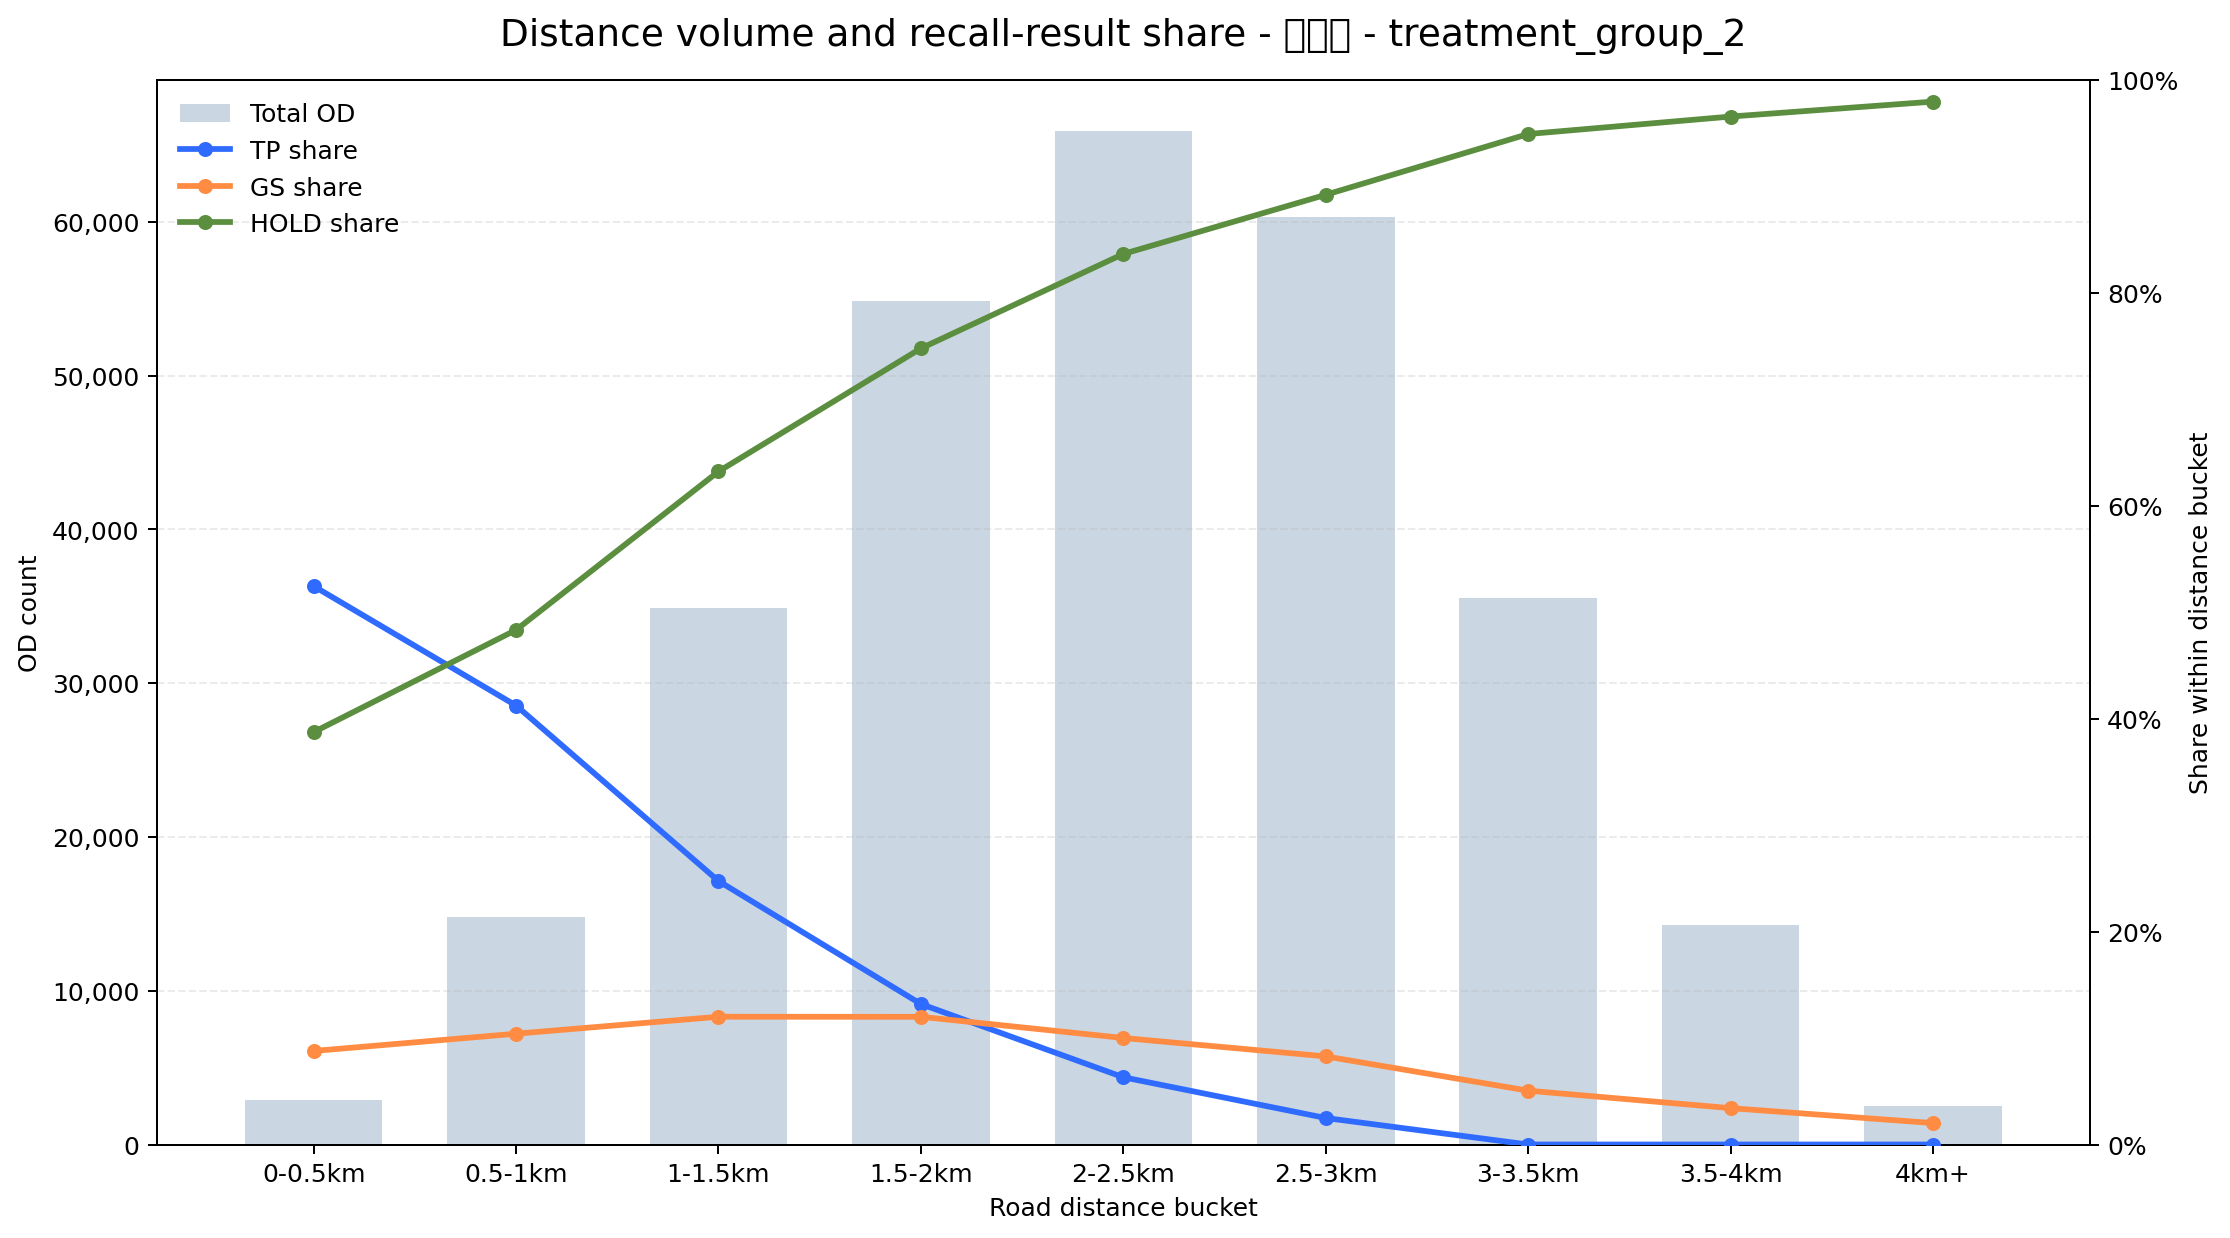 Distance volume and recall-result share - - treatment_group_2
Total OD
TP share
GS share
HOLD share
OD count
60,000
50,000
40,000
30,000
20,000
10,000
0
100%
80%
60%
40%
20%
0%
Share within distance bucket
0-0.5km 0.5-1km 1-1.5km 1.5-2km 2-2.5km 2.5-3km 3-3.5km 3.5-4km 4km+
Road distance bucket